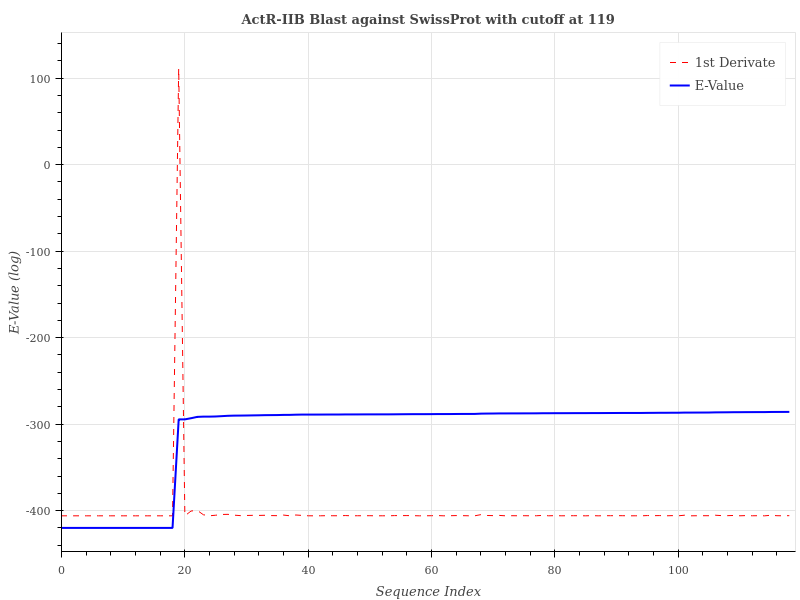 ActR-IIB Blast against SwissProt with cutoff at 119
1st Derivate
E-Value
E-Value (log)
100
0
-100
-200
-300
-400
0 20 40 60 80 100
Sequence Index